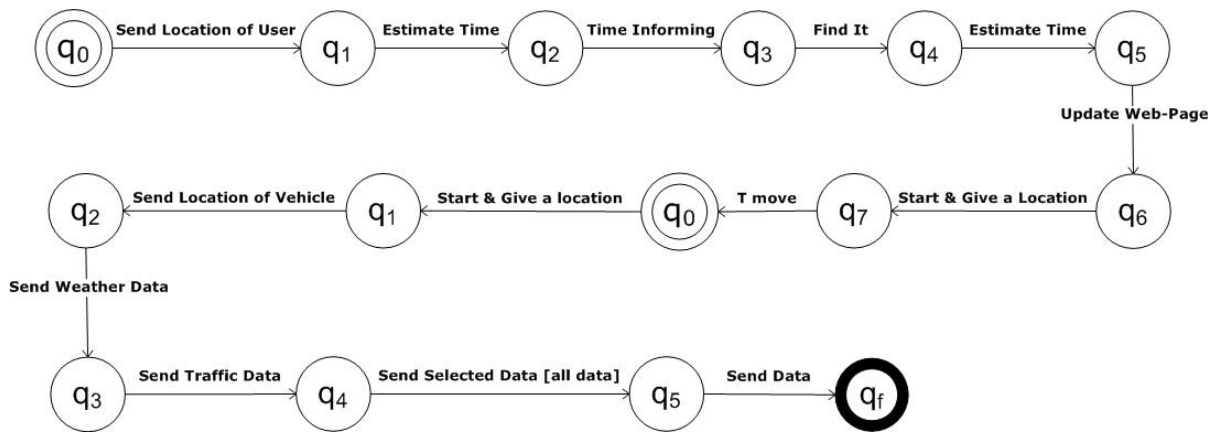 q0 Send Location of User q1 Estimate Time q2 Time Informing q3 Find It q4 Estimate Time q5
Update Web-Page
q2 Send Location of Vehicle q1 Start & Give a location q0 T move q7 Start & Give a Location q6
Send Weather Data
q3 Send Traffic Data q4 Send Selected Data [all data] q5 Send Data qf